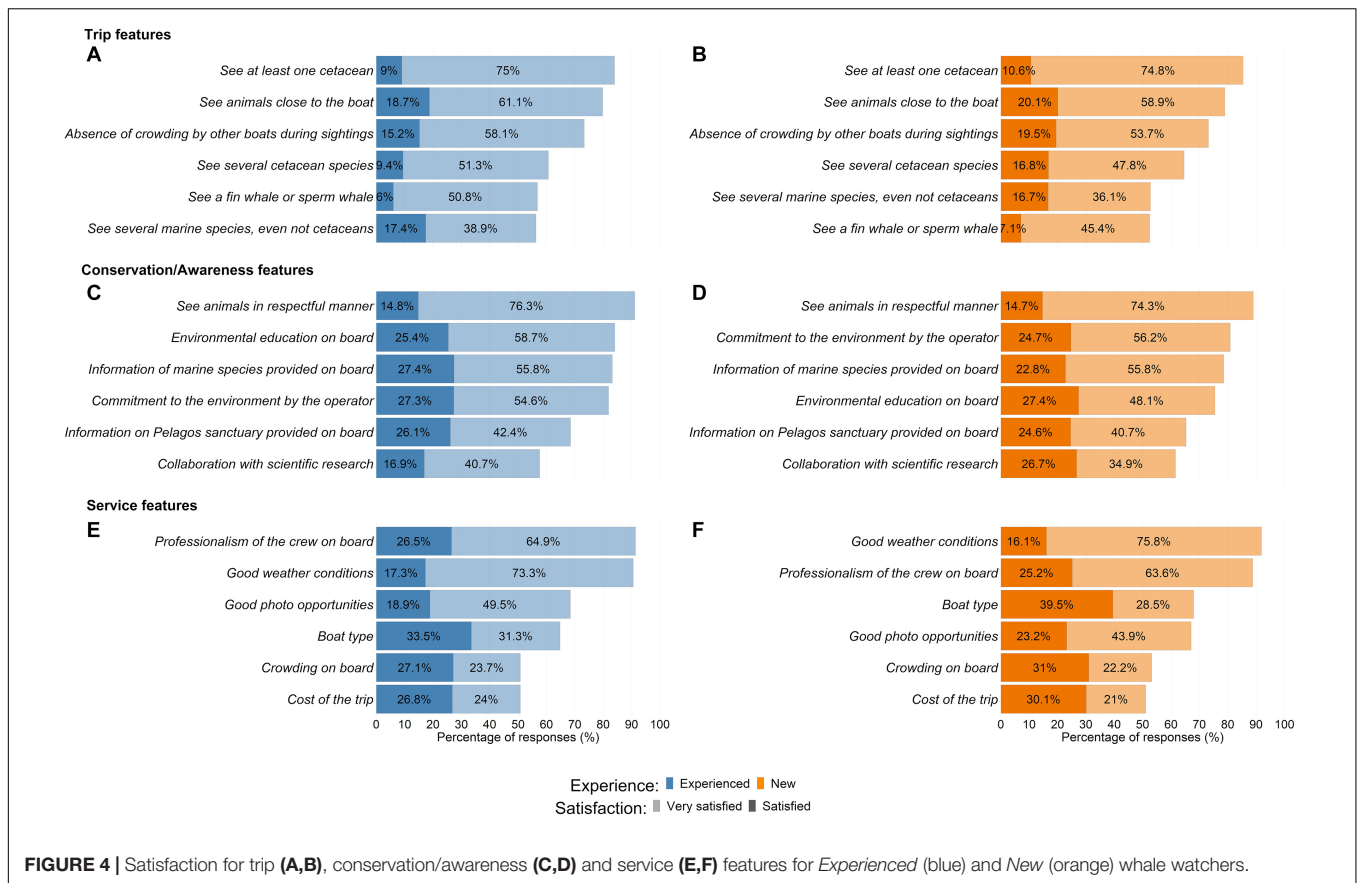 Trip features
A
See at least one cetacean 9% 75%
See animals close to the boat 18.7% 61.1%
Absence of crowding by other boats during sightings 15.2% 58.1%
See several cetacean species 9.4% 51.3%
See a fin whale or sperm whale 6% 50.8%
See several marine species, even not cetaceans 17.4% 38.9%
B
See at least one cetacean 10.6% 74.8%
See animals close to the boat 20.1% 58.9%
Absence of crowding by other boats during sightings 19.5% 53.7%
See several cetacean species 16.8% 47.8%
See several marine species, even not cetaceans 16.7% 36.1%
See a fin whale or sperm whale 7.1% 45.4%
Conservation/Awareness features
C
See animals in respectful manner 14.8% 76.3%
Environmental education on board 25.4% 58.7%
Information of marine species provided on board 27.4% 55.8%
Commitment to the environment by the operator 27.3% 54.6%
Information on Pelagos sanctuary provided on board 26.1% 42.4%
Collaboration with scientific research 16.9% 40.7%
D
See animals in respectful manner 14.7% 74.3%
Commitment to the environment by the operator 24.7% 56.2%
Information of marine species provided on board 22.8% 55.8%
Environmental education on board 27.4% 48.1%
Information on Pelagos sanctuary provided on board 24.6% 40.7%
Collaboration with scientific research 26.7% 34.9%
Service features
E
Professionalism of the crew on board 26.5% 64.9%
Good weather conditions 17.3% 73.3%
Good photo opportunities 18.9% 49.5%
Boat type 33.5% 31.3%
Crowding on board 27.1% 23.7%
Cost of the trip 26.8% 24%
0 10 20 30 40 50 60 70 80 90 100
Percentage of responses (%)
F
Good weather conditions 16.1% 75.8%
Professionalism of the crew on board 25.2% 63.6%
Boat type 39.5% 28.5%
Good photo opportunities 23.2% 43.9%
Crowding on board 31% 22.2%
Cost of the trip 30.1% 21%
0 10 20 30 40 50 60 70 80 90 100
Percentage of responses (%)
Experience: Experienced New
Satisfaction: Very satisfied Satisfied
FIGURE 4 | Satisfaction for trip (A,B), conservation/awareness (C,D) and service (E,F) features for Experienced (blue) and New (orange) whale watchers.